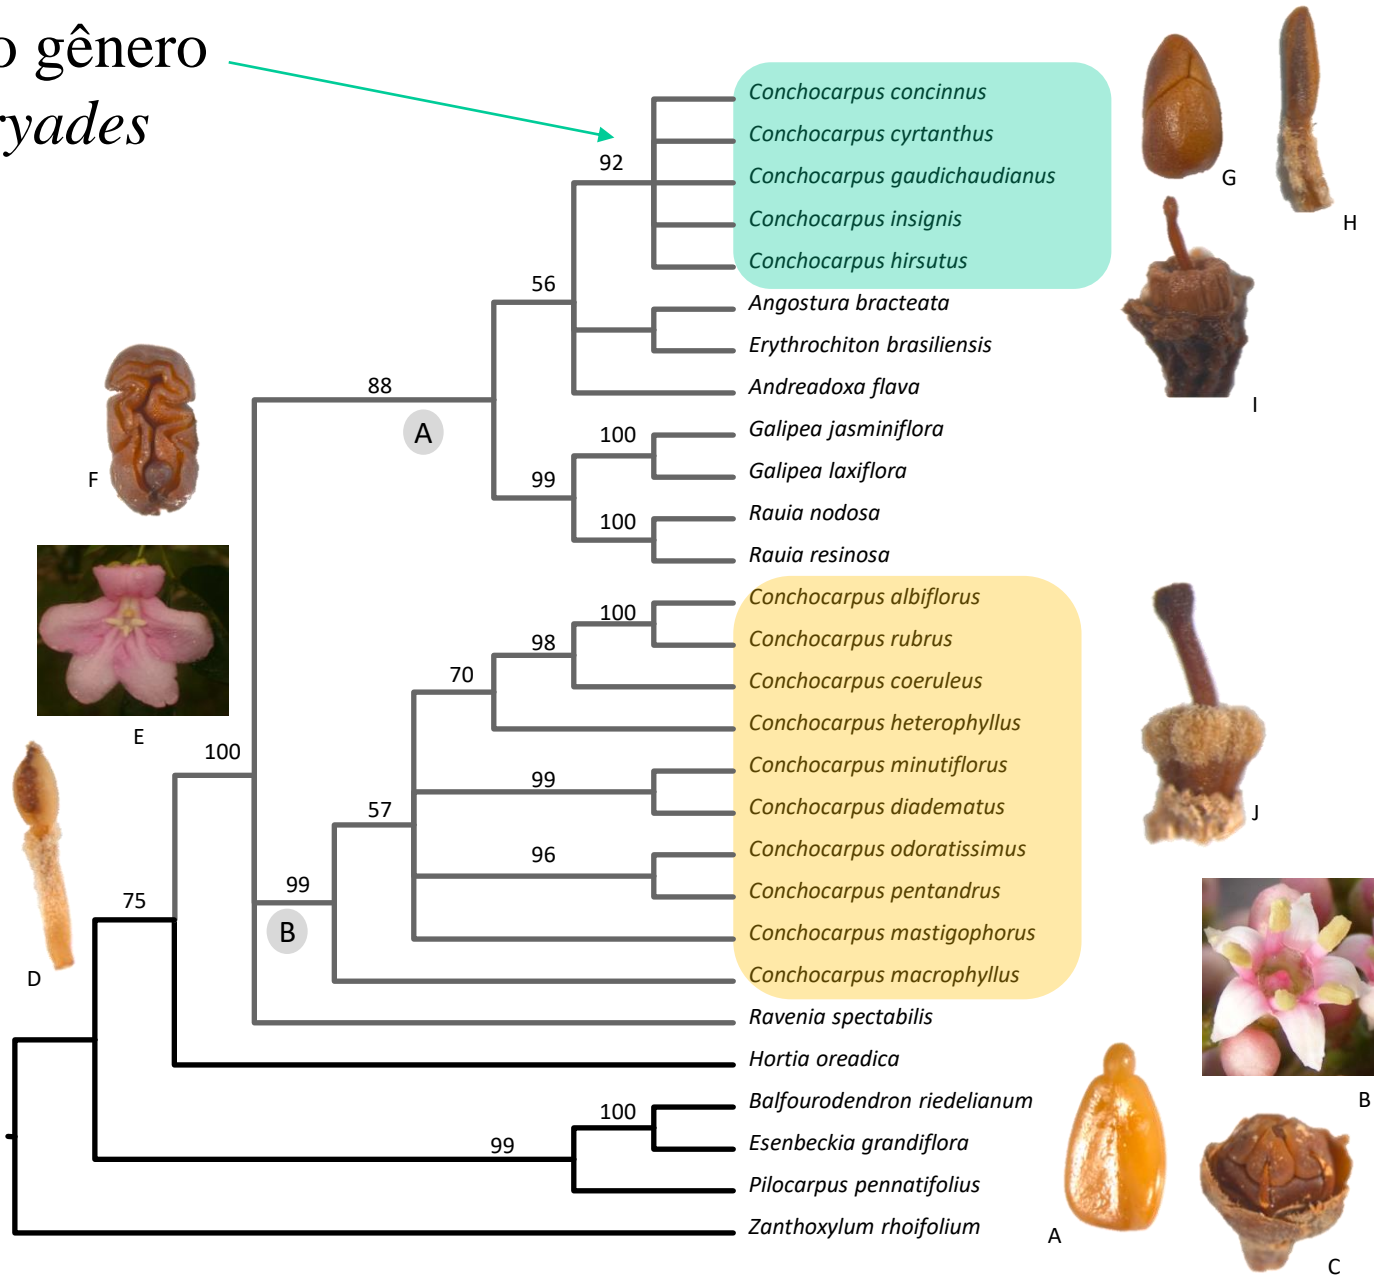 o gênero
ryades
Conchocarpus concinnus
Conchocarpus cyrtanthus
92
Conchocarpus gaudichaudianus
G
Conchocarpus insignis
H
Conchocarpus hirsutus
56
Angostura bracteata
Erythrochiton brasiliensis
88
Andreadoxa flava
I
A
100
Galipea jasminiflora
F
99
Galipea laxiflora
100
Rauia nodosa
Rauia resinosa
Conchocarpus albiflorus
100
98
Conchocarpus rubrus
70
Conchocarpus coeruleus
E
Conchocarpus heterophyllus
100
Conchocarpus minutiflorus
99
57
Conchocarpus diadematus
J
96
Conchocarpus odoratissimus
99
Conchocarpus pentandrus
75
B
Conchocarpus mastigophorus
D
Conchocarpus macrophyllus
Ravenia spectabilis
Hortia oreadica
100
Balfourodendron riedelianum
B
99
Esenbeckia grandiflora
Pilocarpus pennatifolius
Zanthoxylum rhoifolium
A
C